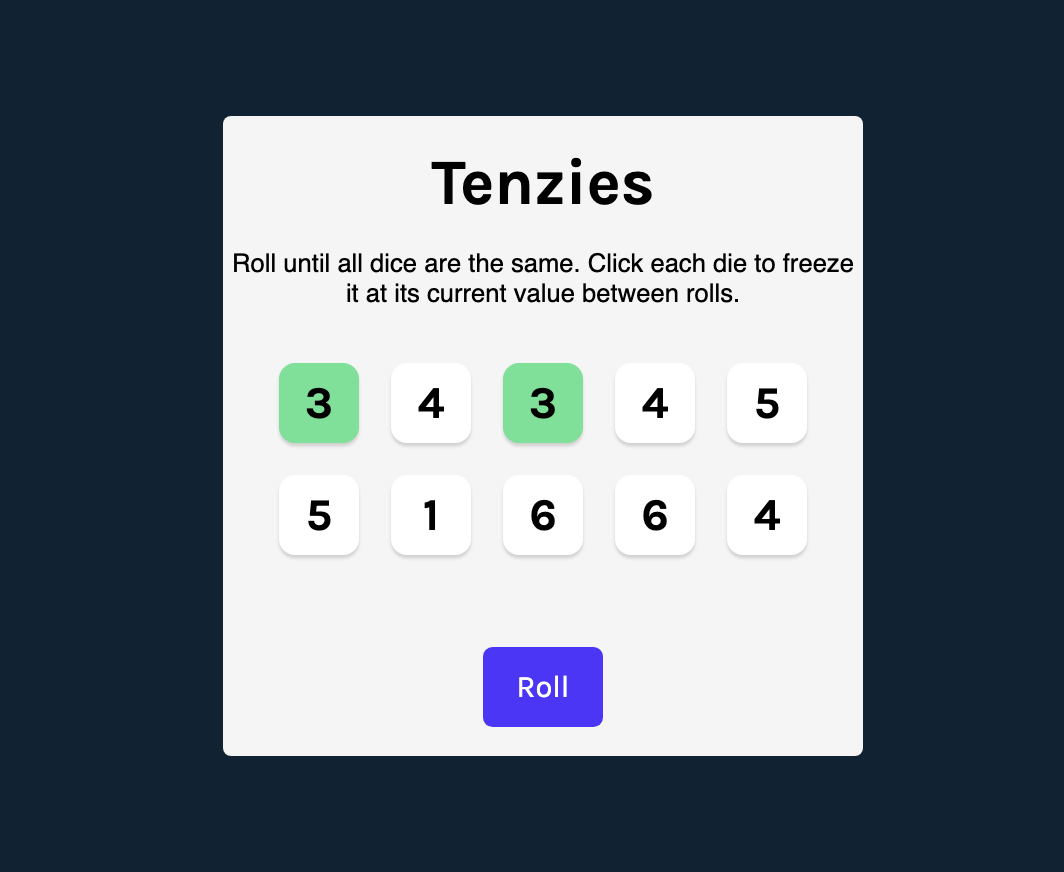 Tenzies
Roll until all dice are the same. Click each die to freeze
it at its current value between rolls.
3 4 3 4 5
5 1 6 6 4
Roll